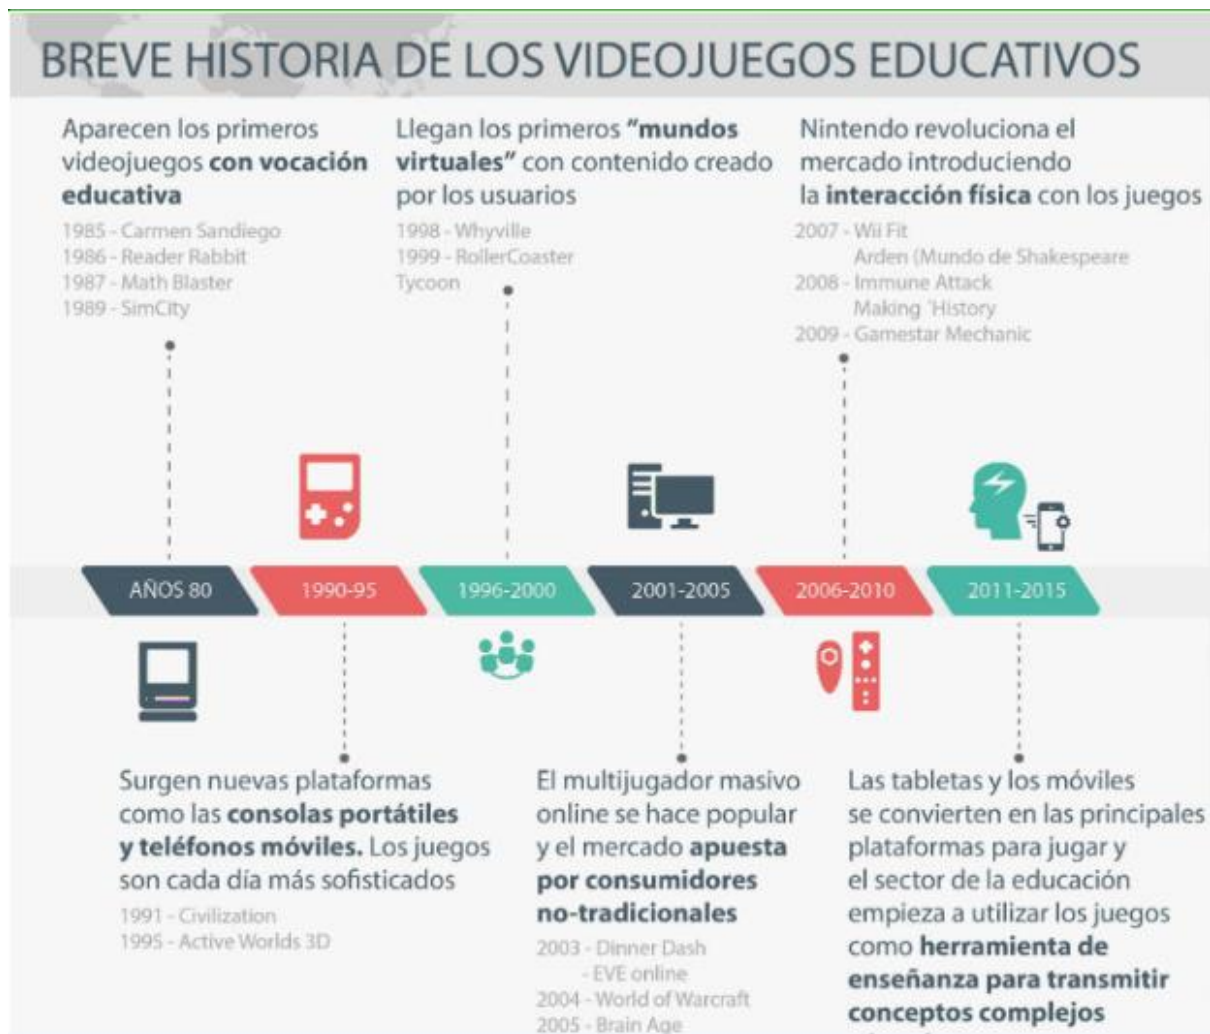 BREVE HISTORIA DE LOS VIDEOJUEGOS EDUCATIVOS
Aparecen los primeros
videojuegos con vocación
educativa
1985 - Carmen Sandiego
1986 - Reader Rabbit
1987 - Math Blaster
1989 - SimCity
Llegan los primeros "mundos
virtuales" con contenido creado
por los usuarios
1998 - Whyville
1999 - RollerCoaster
Tycoon
Nintendo revoluciona el
mercado introduciendo
la interacción física con los juegos
2007 - Wii Fit
Arden (Mundo de Shakespeare
2008 - Immune Attack
Making ´History
2009 - Gamestar Mechanic
AÑOS 80
1990-95
1996-2000
2001-2005
2006-2010
2011-2015
Surgen nuevas plataformas
como las consolas portátiles
y teléfonos móviles. Los juegos
son cada día más sofisticados
1991 - Civilization
1995 - Active Worlds 3D
El multijugador masivo
online se hace popular
y el mercado apuesta
por consumidores
no-tradicionales
2003 - Dinner Dash
- EVE online
2004 - World of Warcraft
2005 - Brain Age
Las tabletas y los móviles
se convierten en las principales
plataformas para jugar y
el sector de la educación
empieza a utilizar los juegos
como herramienta de
enseñanza para transmitir
conceptos complejos